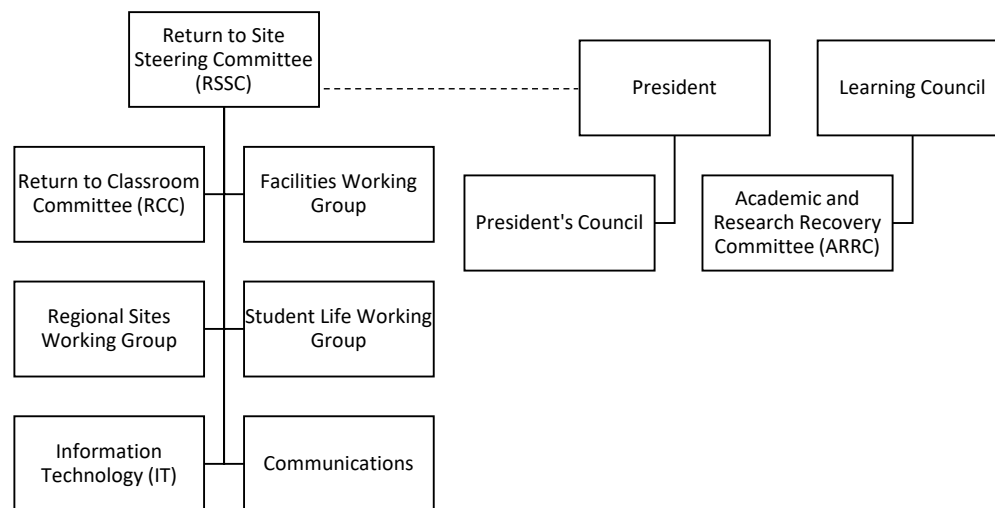 Return to Site
Steering Committee
(RSSC)
President
Learning Council
Return to Classroom
Committee (RCC)
Facilities Working
Group
President's Council
Academic and
Research Recovery
Committee (ARRC)
Regional Sites
Working Group
Student Life Working
Group
Information
Technology (IT)
Communications